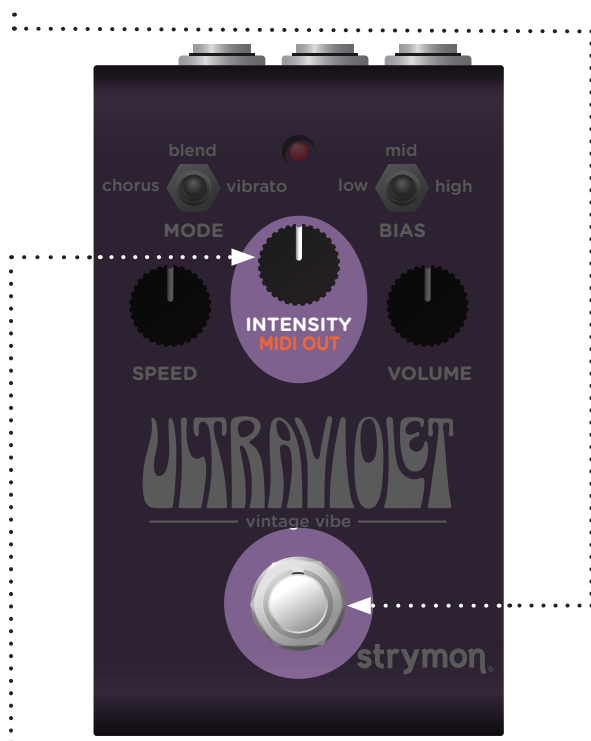 blend
mid
chorus
vibrato
low
high
MODE
BIAS
INTENSITY
MIDI OUT
SPEED
VOLUME
ULTRAVIOLET
vintage vibe
strymon®